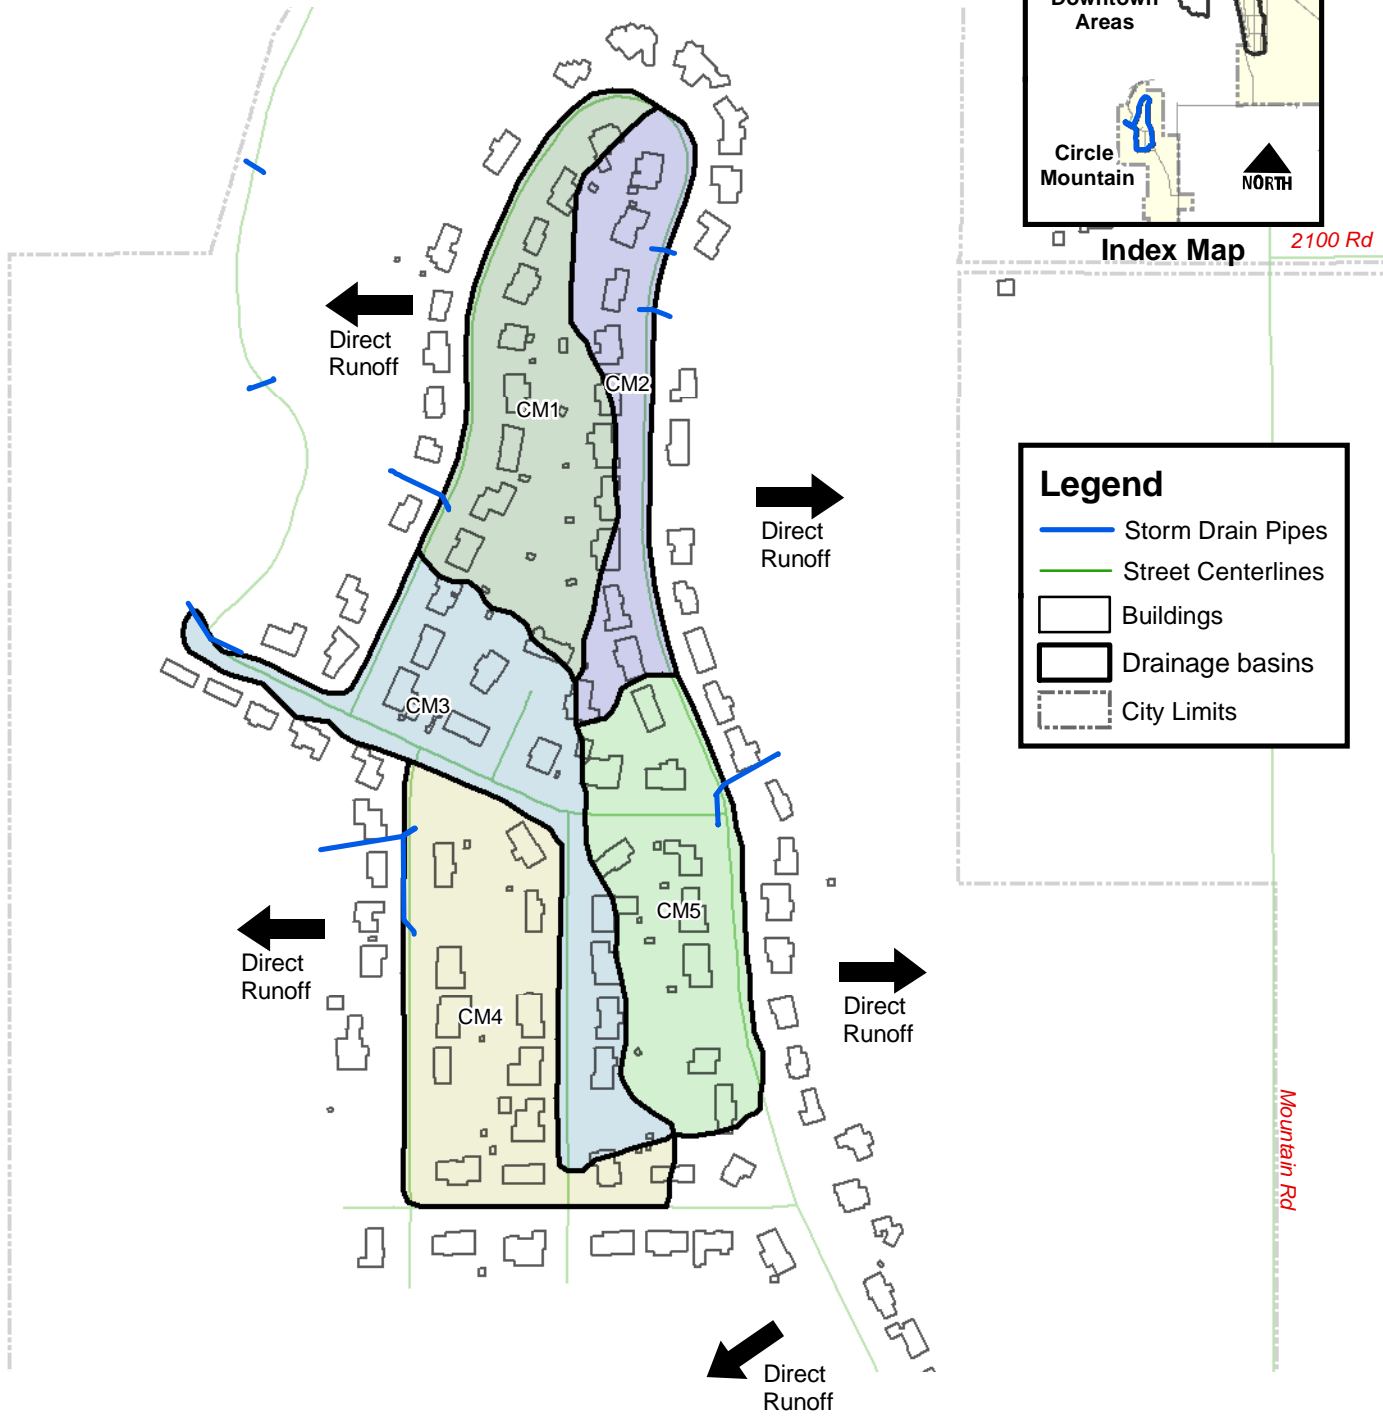 Downtown
Areas
Circle
Mountain
NORTH
Index Map
2100 Rd
Direct
Runoff
CM2
CM1
Legend
Storm Drain Pipes
Street Centerlines
Buildings
Drainage basins
City Limits
Direct
Runoff
CM3
CM5
Direct
Runoff
CM4
Direct
Runoff
Mountain Rd
Direct
Runoff